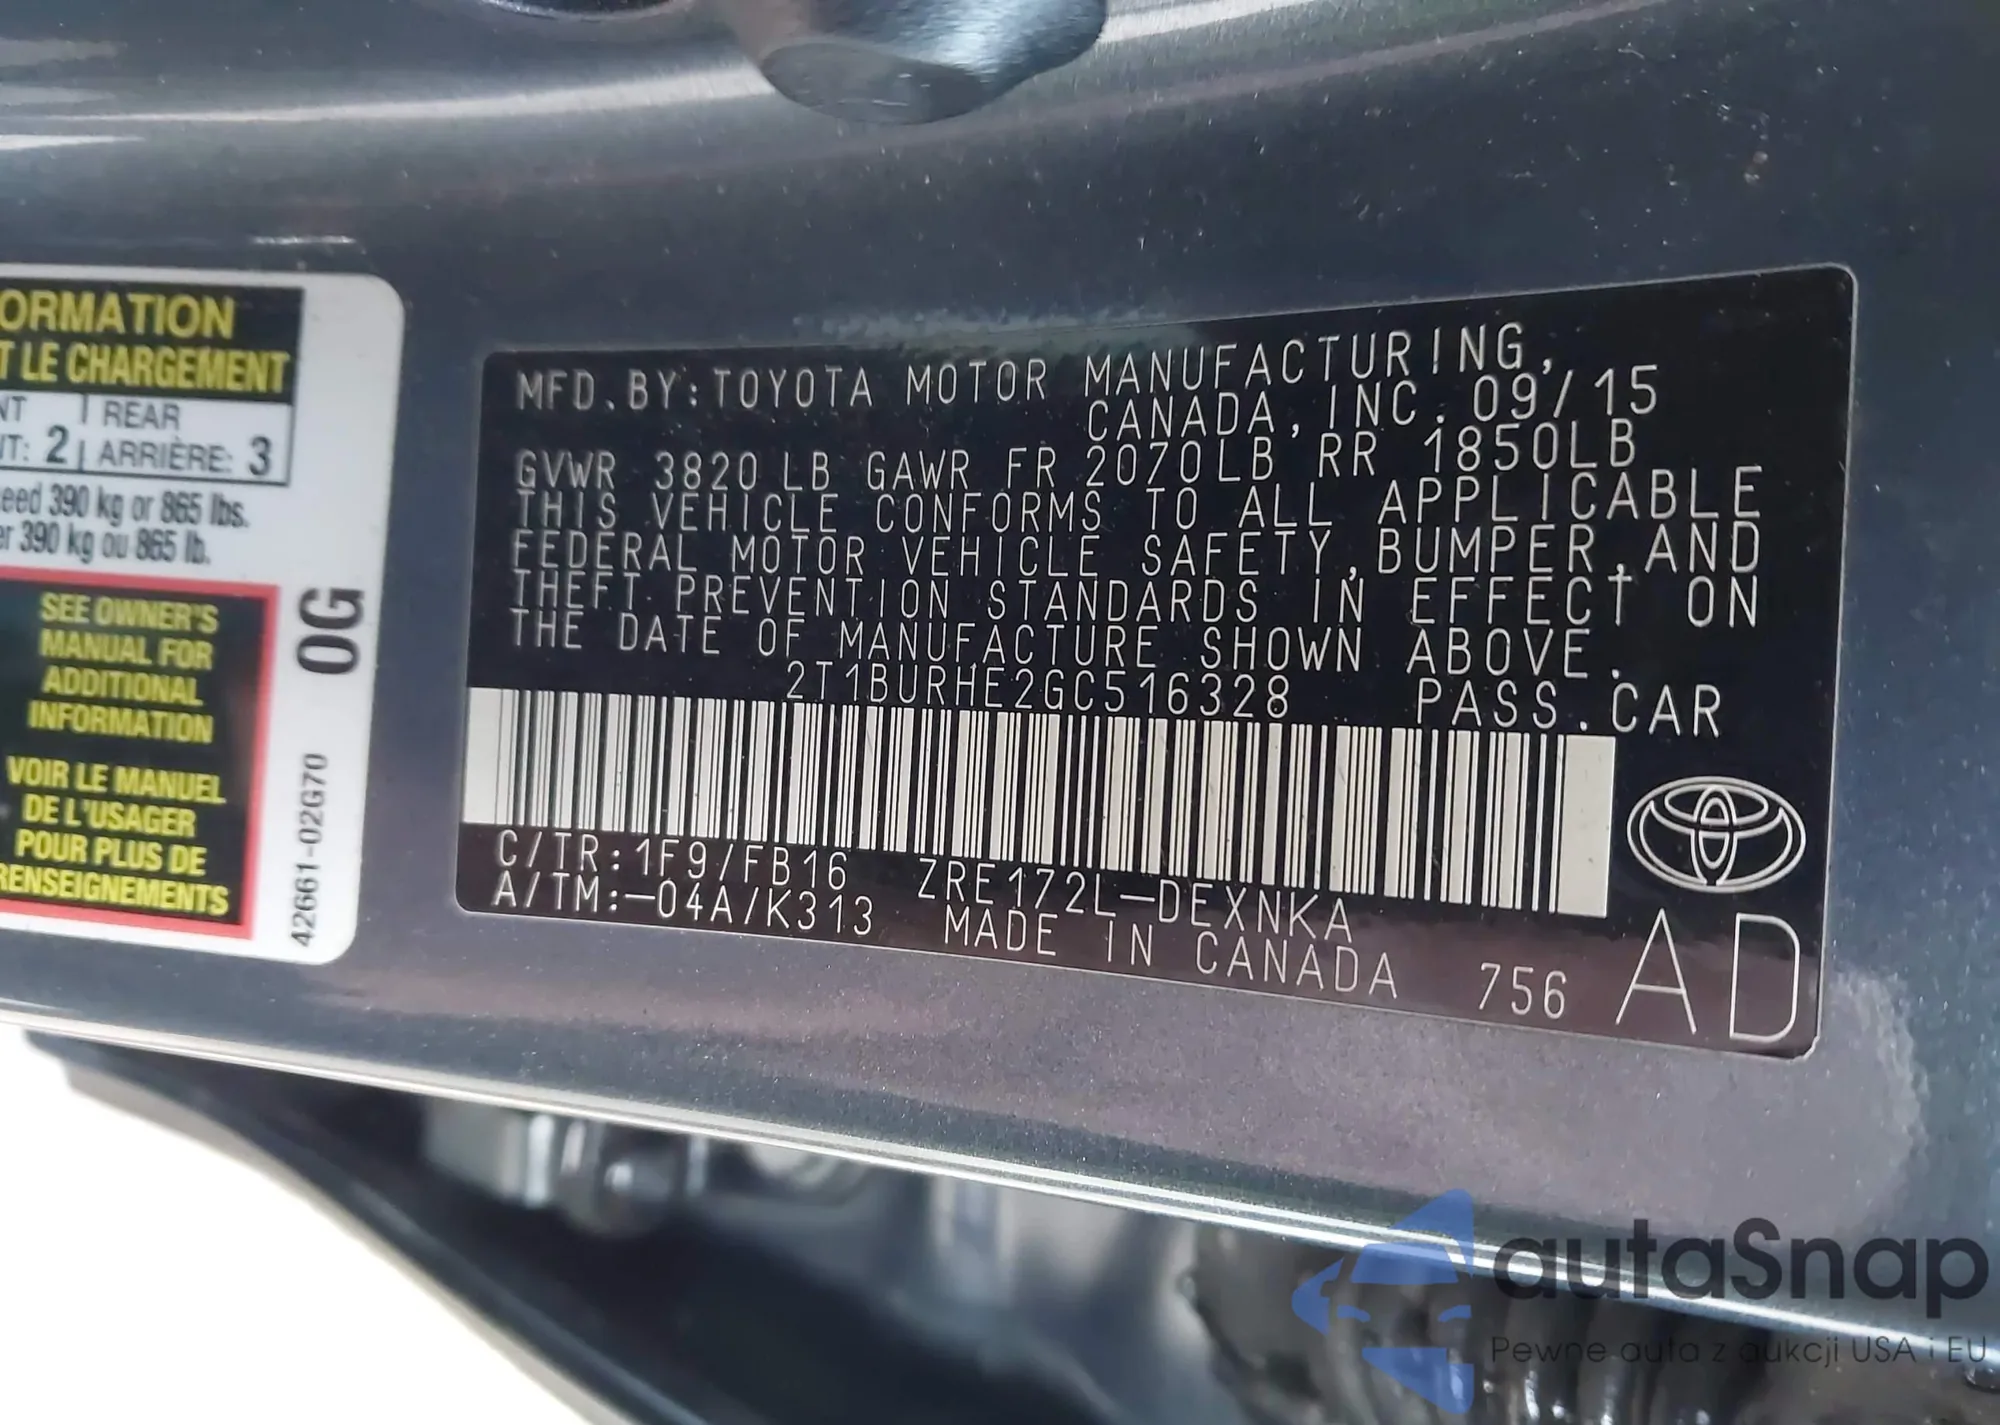 ORMATION
T LE CHARGEMENT
NT REAR
T: 2 ARRIÈRE: 3
eed 390 kg or 865 lbs.
er 390 kg ou 865 lb.
SEE OWNER'S
MANUAL FOR
ADDITIONAL
INFORMATION
VOIR LE MANUEL
DE L'USAGER
POUR PLUS DE
RENSEIGNEMENTS
0G
42661-02G70
MFD.BY:TOYOTA MOTOR MANUFACTURING,
CANADA, INC. 09/15
GVWR 3820 LB GAWR FR 2070LB RR 1850LB
THIS VEHICLE CONFORMS TO ALL APPLICABLE
FEDERAL MOTOR VEHICLE SAFETY,BUMPER,AND
THEFT PREVENTION STANDARDS IN EFFECT ON
THE DATE OF MANUFACTURE SHOWN ABOVE.
2T1BURHE2GC516328 PASS.CAR
C/TR:1F9/FB16 ZRE172L-DEXNKA
A/TM:-04A/K313 MADE IN CANADA 756 AD
autaSnap
Pewne auta z aukcji USA i EU